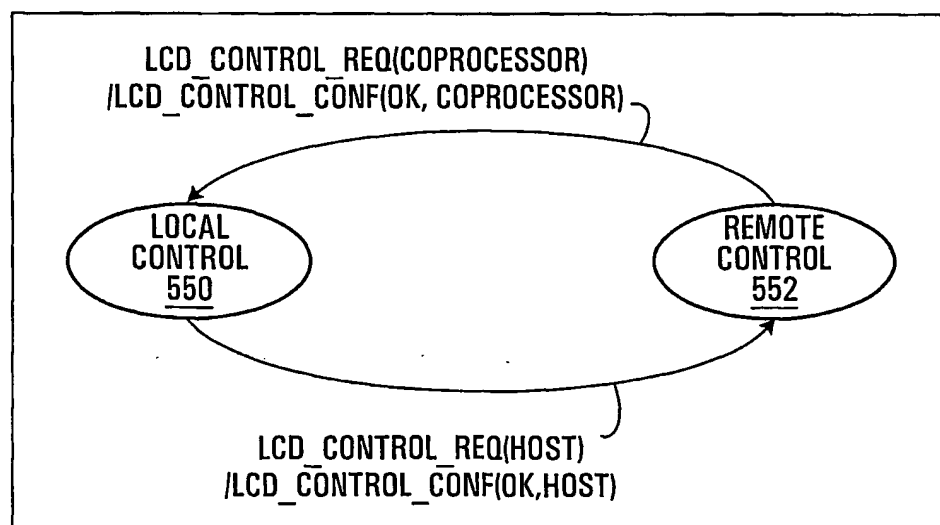 LCD_CONTROL_REQ(COPROCESSOR)
/LCD_CONTROL_CONF(OK, COPROCESSOR)
LOCAL
CONTROL
550
REMOTE
CONTROL
552
LCD_CONTROL_REQ(HOST)
/LCD_CONTROL_CONF(OK,HOST)